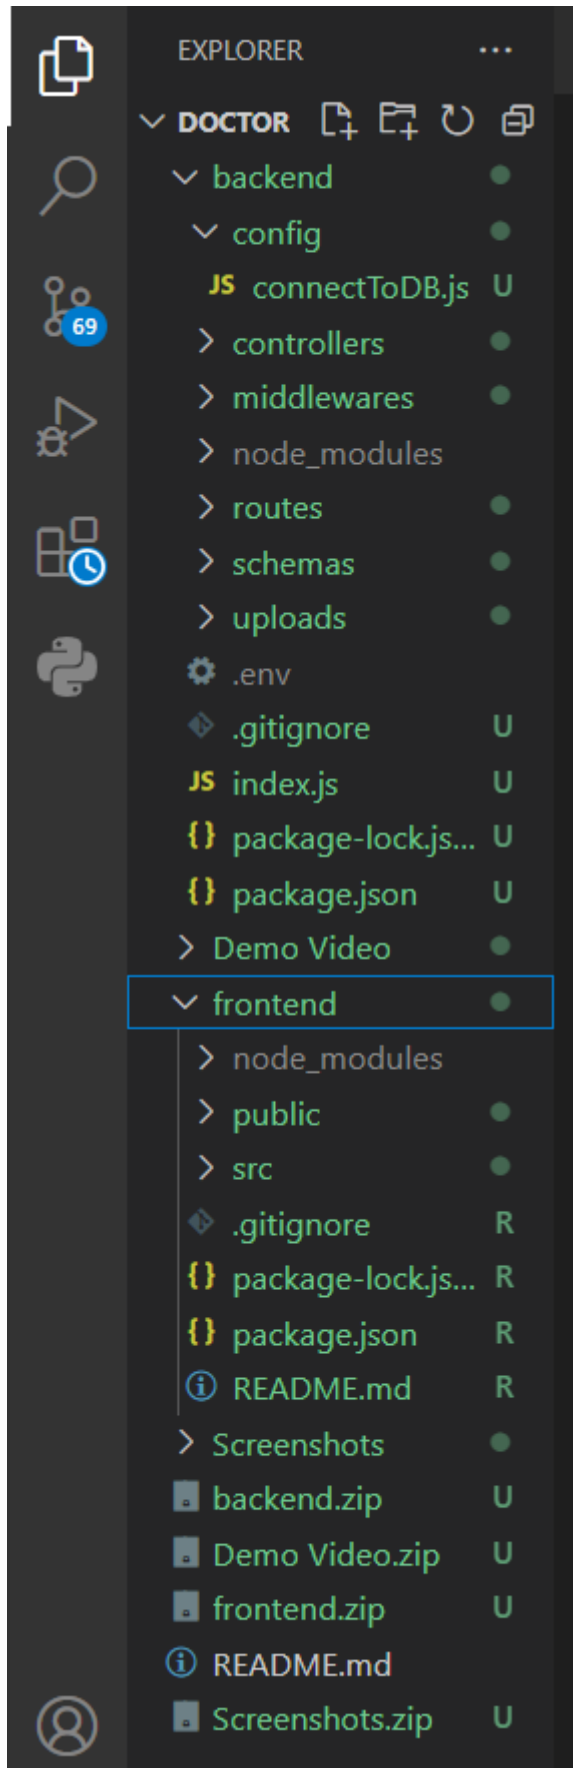 EXPLORER ...
DOCTOR
backend
config
JS connectToDB.js U
69
controllers
middlewares
node_modules
routes
schemas
uploads
.env
.gitignore U
JS index.js U
{} package-lock.js... U
{} package.json U
Demo Video
frontend
node_modules
public
src
.gitignore R
{} package-lock.js... R
{} package.json R
README.md R
Screenshots
backend.zip U
Demo Video.zip U
frontend.zip U
README.md
Screenshots.zip U